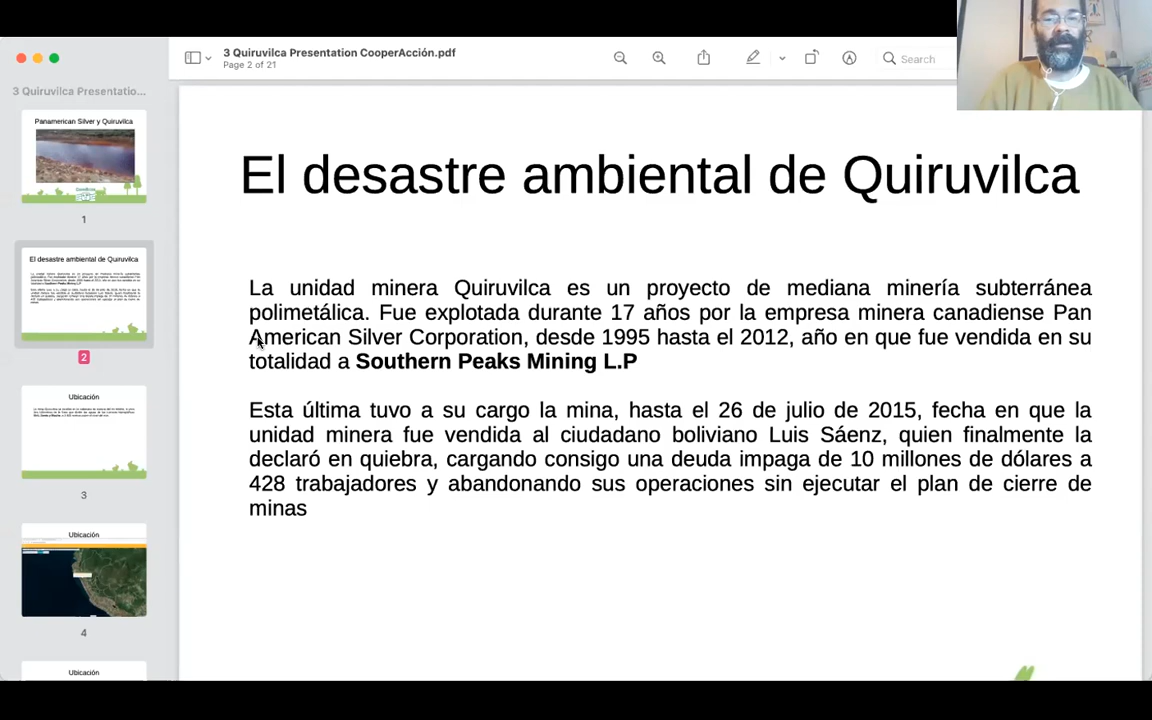 3 Quiruvilca Presentation CooperAcción.pdf
Page 2 of 21
Search
3 Quiruvilca Presentatio...
Panamerican Silver y Quiruvilca
1
El desastre ambiental de Quiruvilca
2
Ubicación
3
Ubicación
4
Ubicación
El desastre ambiental de Quiruvilca
La unidad minera Quiruvilca es un proyecto de mediana minería subterránea
polimetálica. Fue explotada durante 17 años por la empresa minera canadiense Pan
American Silver Corporation, desde 1995 hasta el 2012, año en que fue vendida en su
totalidad a Southern Peaks Mining L.P
Esta última tuvo a su cargo la mina, hasta el 26 de julio de 2015, fecha en que la
unidad minera fue vendida al ciudadano boliviano Luis Sáenz, quien finalmente la
declaró en quiebra, cargando consigo una deuda impaga de 10 millones de dólares a
428 trabajadores y abandonando sus operaciones sin ejecutar el plan de cierre de
minas